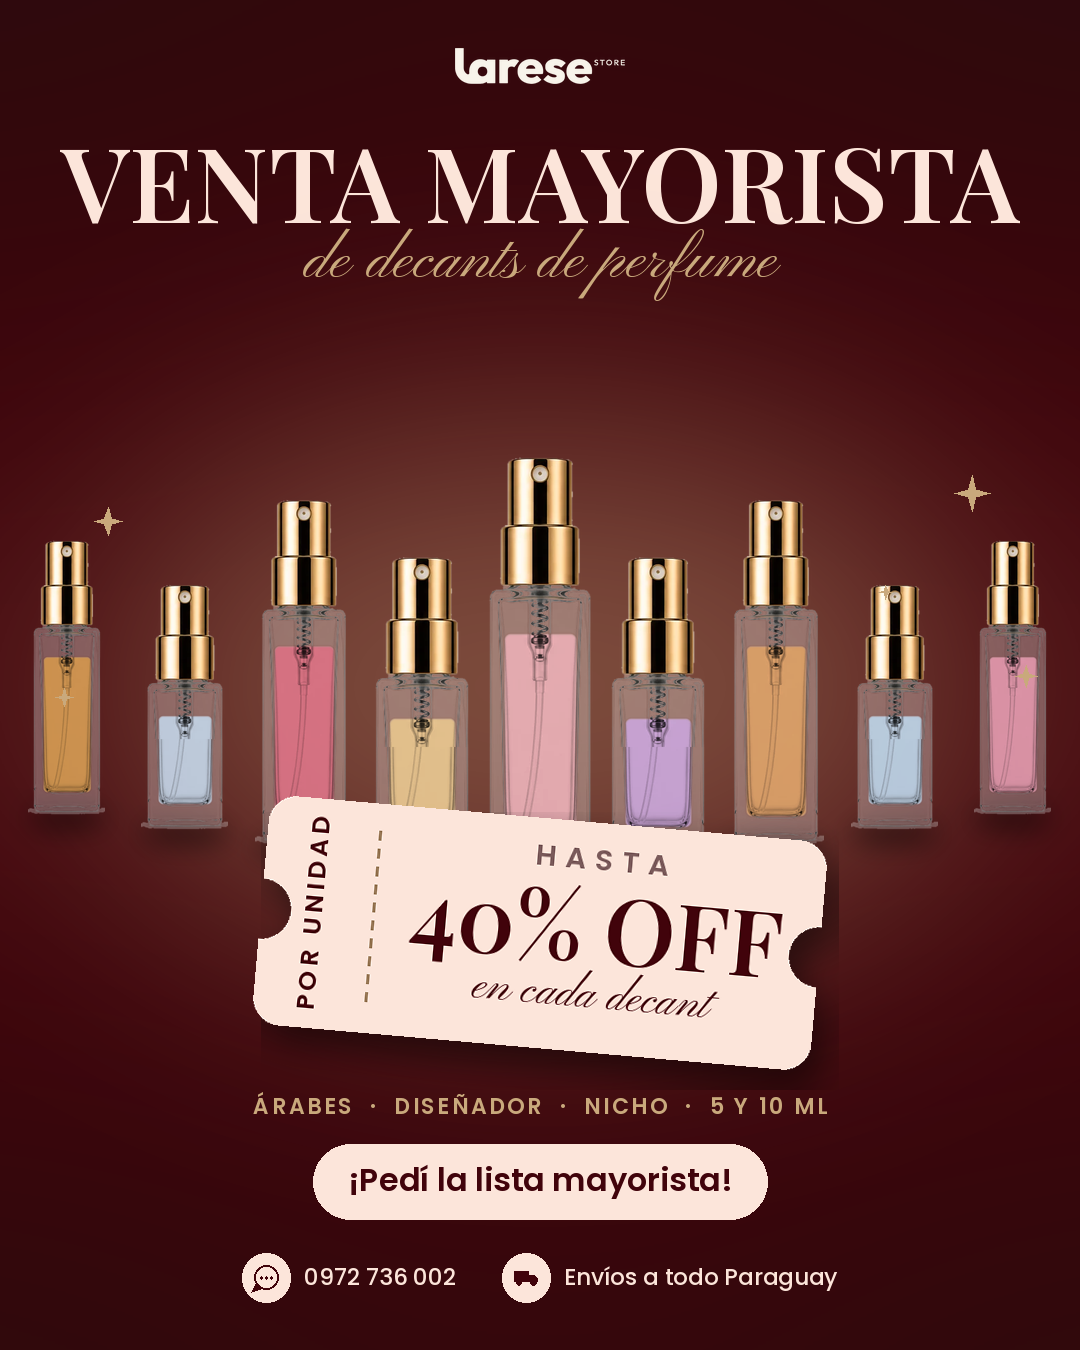 larese STORE
VENTA MAYORISTA
de decants de perfume
POR UNIDAD
HASTA
40% OFF
en cada decant
ÁRABES · DISEÑADOR · NICHO · 5 Y 10 ML
¡Pedí la lista mayorista!
0972 736 002
Envíos a todo Paraguay